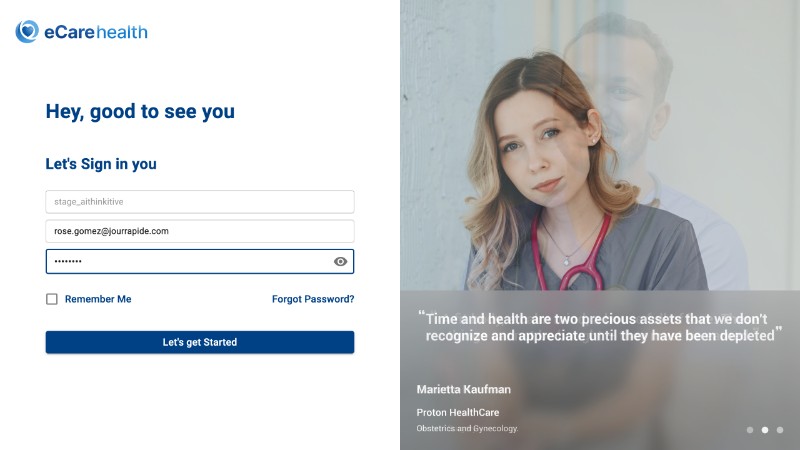 eCarehealth
Hey, good to see you
Let's Sign in you
stage_aithinkitive
rose.gomez@jourrapide.com
••••••••
Remember Me
Forgot Password?
Let's get Started
“Time and health are two precious assets that we don't
recognize and appreciate until they have been depleted”
Marietta Kaufman
Proton HealthCare
Obstetrics and Gynecology.